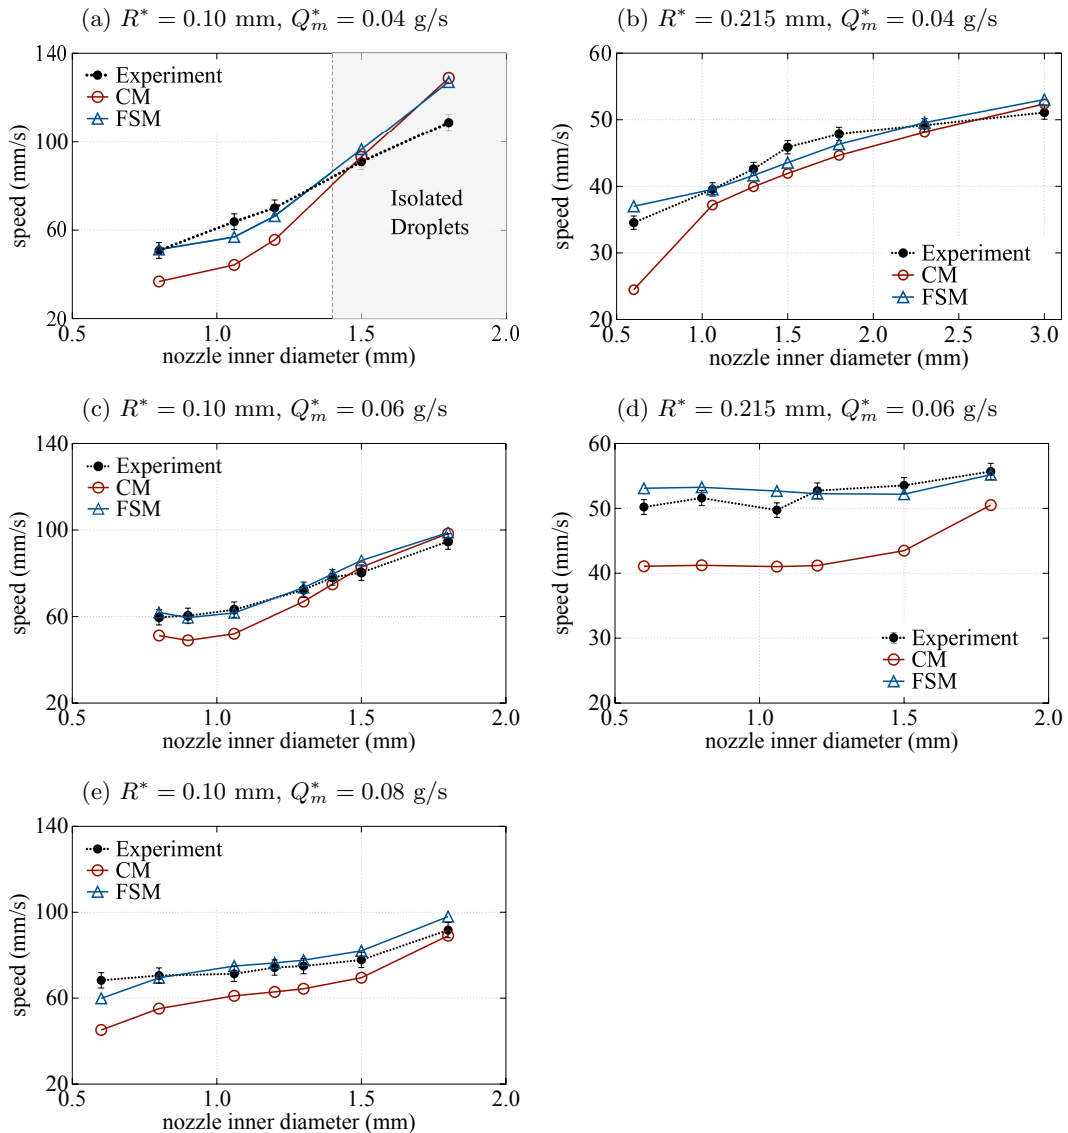 (a) R* = 0.10 mm, Q*m = 0.04 g/s
140
100
60
20
speed (mm/s)
Experiment
CM
FSM
Isolated
Droplets
0.5 1.0 1.5 2.0
nozzle inner diameter (mm)
(b) R* = 0.215 mm, Q*m = 0.04 g/s
60
50
40
30
20
speed (mm/s)
Experiment
CM
FSM
0.5 1.0 1.5 2.0 2.5 3.0
nozzle inner diameter (mm)
(c) R* = 0.10 mm, Q*m = 0.06 g/s
140
100
60
20
speed (mm/s)
Experiment
CM
FSM
0.5 1.0 1.5 2.0
nozzle inner diameter (mm)
(d) R* = 0.215 mm, Q*m = 0.06 g/s
60
50
40
30
20
speed (mm/s)
Experiment
CM
FSM
0.5 1.0 1.5 2.0
nozzle inner diameter (mm)
(e) R* = 0.10 mm, Q*m = 0.08 g/s
140
100
60
20
speed (mm/s)
Experiment
CM
FSM
0.5 1.0 1.5 2.0
nozzle inner diameter (mm)